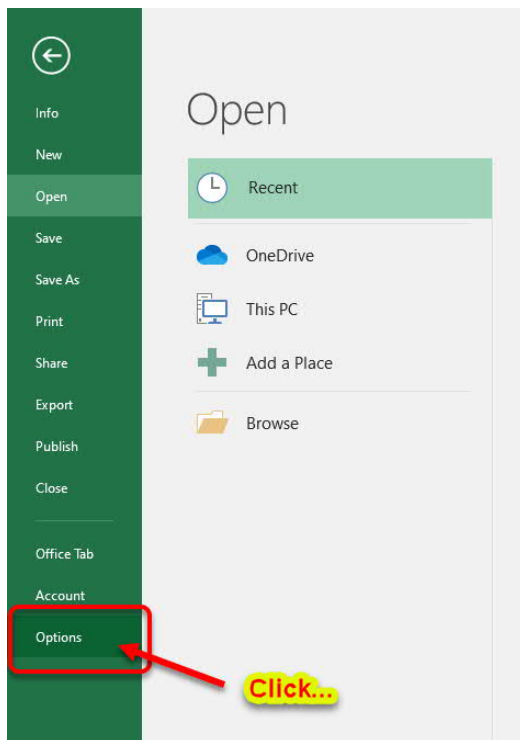 Info
New
Open
Save
Save As
Print
Share
Export
Publish
Close
Office Tab
Account
Options
Open
Recent
OneDrive
This PC
Add a Place
Browse
Click...